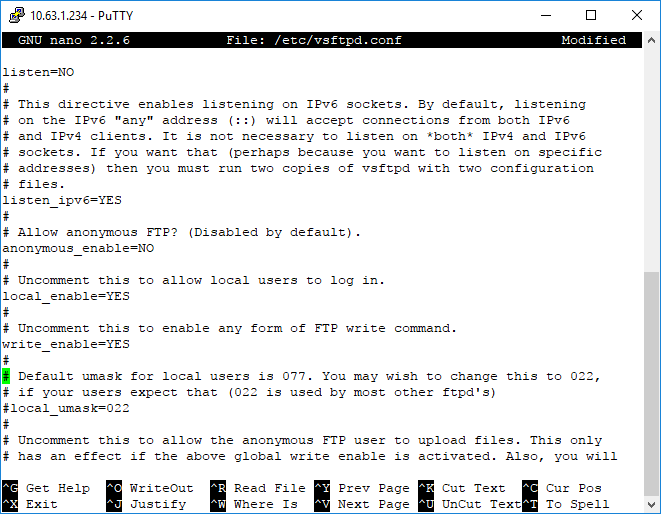 10.63.1.234 - PuTTY
GNU nano 2.2.6 File: /etc/vsftpd.conf Modified
listen=NO
#
# This directive enables listening on IPv6 sockets. By default, listening
# on the IPv6 "any" address (::) will accept connections from both IPv6
# and IPv4 clients. It is not necessary to listen on *both* IPv4 and IPv6
# sockets. If you want that (perhaps because you want to listen on specific
# addresses) then you must run two copies of vsftpd with two configuration
# files.
listen_ipv6=YES
#
# Allow anonymous FTP? (Disabled by default).
anonymous_enable=NO
#
# Uncomment this to allow local users to log in.
local_enable=YES
#
# Uncomment this to enable any form of FTP write command.
write_enable=YES
#
# Default umask for local users is 077. You may wish to change this to 022,
# if your users expect that (022 is used by most other ftpd's)
#local_umask=022
#
# Uncomment this to allow the anonymous FTP user to upload files. This only
# has an effect if the above global write enable is activated. Also, you will
^G Get Help ^O WriteOut ^R Read File ^Y Prev Page ^K Cut Text ^C Cur Pos
^X Exit ^J Justify ^W Where Is ^V Next Page ^U UnCut Text ^T To Spell